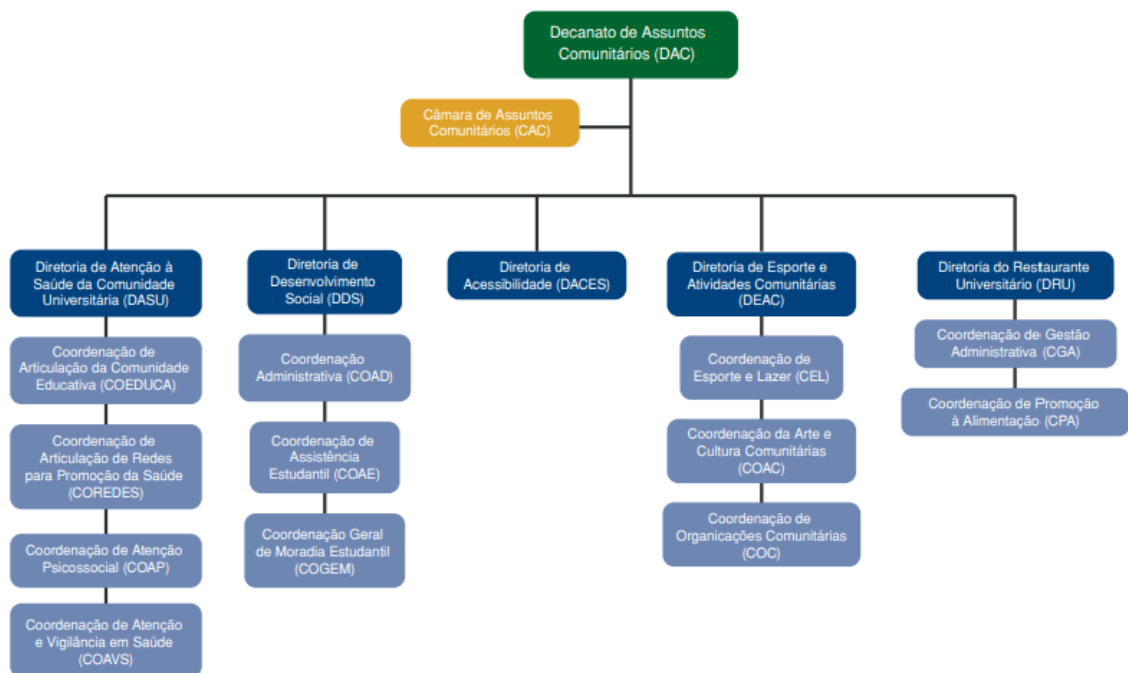 Decanato de Assuntos
Comunitários (DAC)
Câmara de Assuntos
Comunitários (CAC)
Diretoria de Atenção à
Saúde da Comunidade
Universitária (DASU)
Coordenação de
Articulação da Comunidade
Educativa (COEDUCA)
Coordenação de
Articulação de Redes
para Promoção da Saúde
(COREDES)
Coordenação de Atenção
Psicossocial (COAP)
Coordenação de Atenção
e Vigilância em Saúde
(COAVS)
Diretoria de
Desenvolvimento
Social (DDS)
Coordenação
Administrativa (COAD)
Coordenação de
Assistência
Estudantil (COAE)
Coordenação Geral
de Moradia Estudantil
(COGEM)
Diretoria de
Acessibilidade (DACES)
Diretoria de Esporte e
Atividades Comunitárias
(DEAC)
Coordenação de
Esporte e Lazer (CEL)
Coordenação da Arte e
Cultura Comunitárias
(COAC)
Coordenação de
Organicações Comunitárias
(COC)
Diretoria do Restaurante
Universitário (DRU)
Coordenação de Gestão
Administrativa (CGA)
Coordenação de Promoção
à Alimentação (CPA)